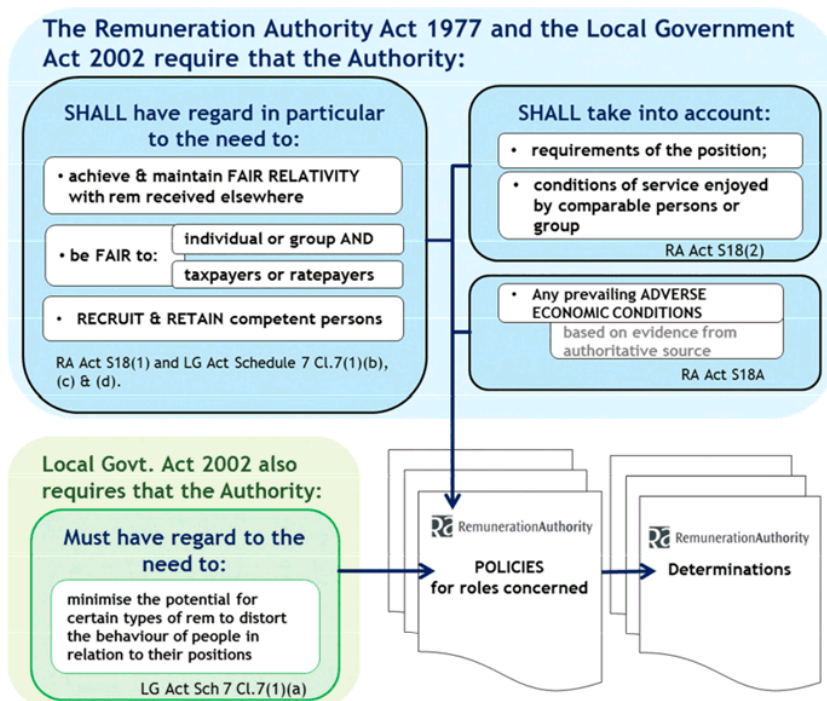 The Remuneration Authority Act 1977 and the Local Government
Act 2002 require that the Authority:
SHALL have regard in particular
to the need to:
• achieve & maintain FAIR RELATIVITY
with rem received elsewhere
• be FAIR to:
individual or group AND
taxpayers or ratepayers
• RECRUIT & RETAIN competent persons
RA Act S18(1) and LG Act Schedule 7 Cl.7(1)(b),
(c) & (d).
SHALL take into account:
• requirements of the position;
• conditions of service enjoyed
by comparable persons or
group
RA Act S18(2)
• Any prevailing ADVERSE
ECONOMIC CONDITIONS
based on evidence from
authoritative source
RA Act S18A
Local Govt. Act 2002 also
requires that the Authority:
Must have regard to the
need to:
minimise the potential for
certain types of rem to distort
the behaviour of people in
relation to their positions
LG Act Sch 7 Cl.7(1)(a)
Ra RemunerationAuthority
POLICIES
for roles concerned
Ra RemunerationAuthority
Determinations